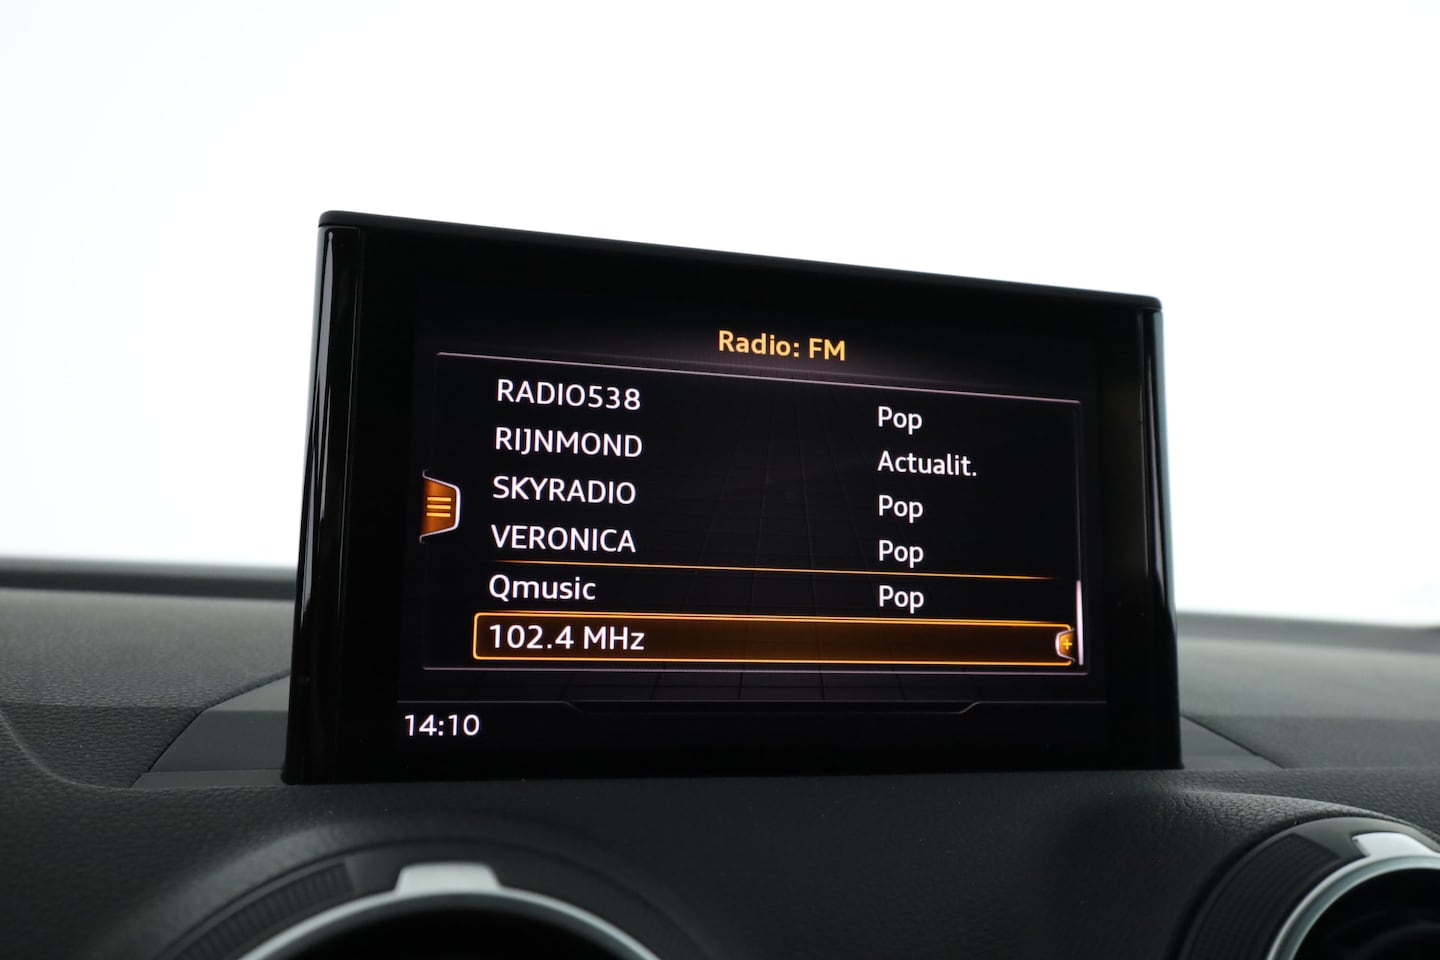 Radio: FM
RADIO538 Pop
RIJNMOND Actualit.
SKYRADIO Pop
VERONICA Pop
Qmusic Pop
102.4 MHz
14:10